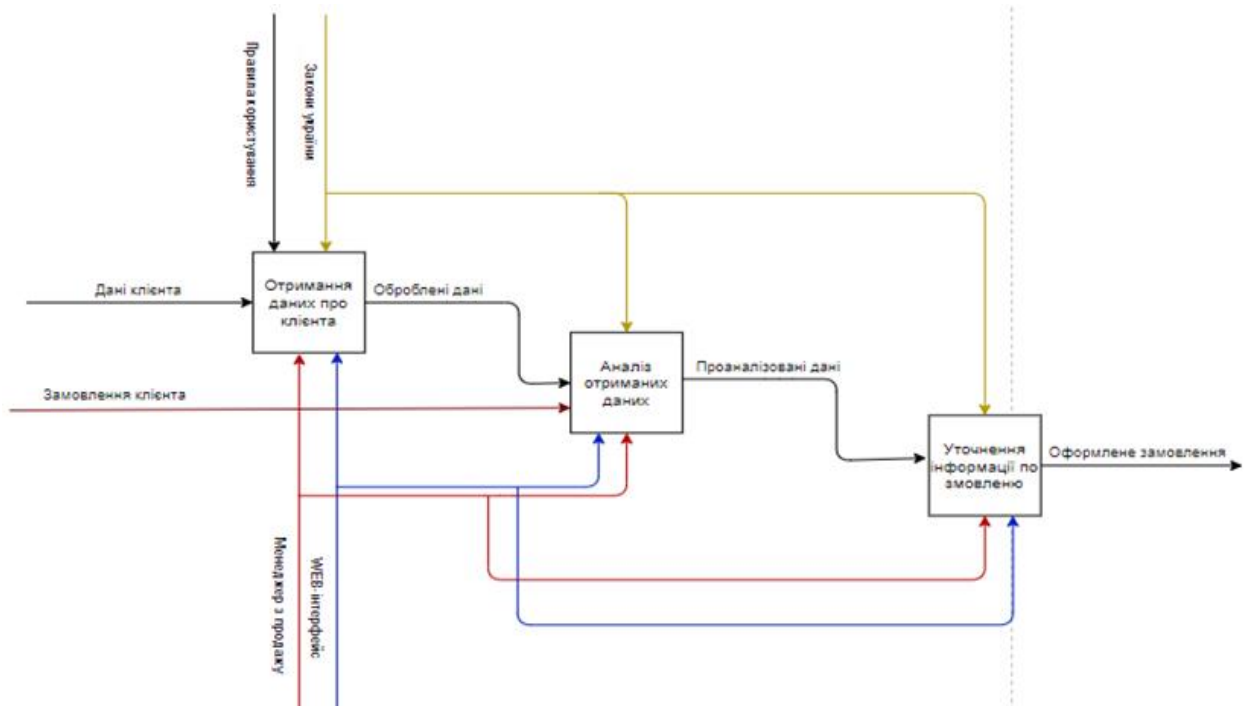 Правила користування
Закони україни
Дані клієнта
Отримання
даних про
клієнта
Оброблені дані
Замовлення клієнта
Аналіз
отриманих
даних
Проаналізовані дані
Уточнення
інформації по
змовленю
Оформлене замовлення
Менеджер з продажу
WEB-інтерфейс